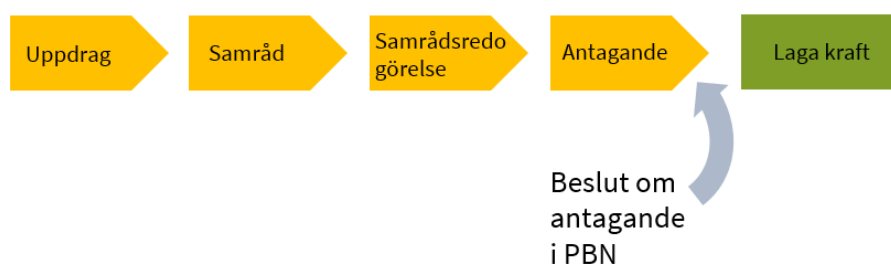 Uppdrag
Samråd
Samrådsredo
görelse
Antagande
Laga kraft
Beslut om
antagande
i PBN